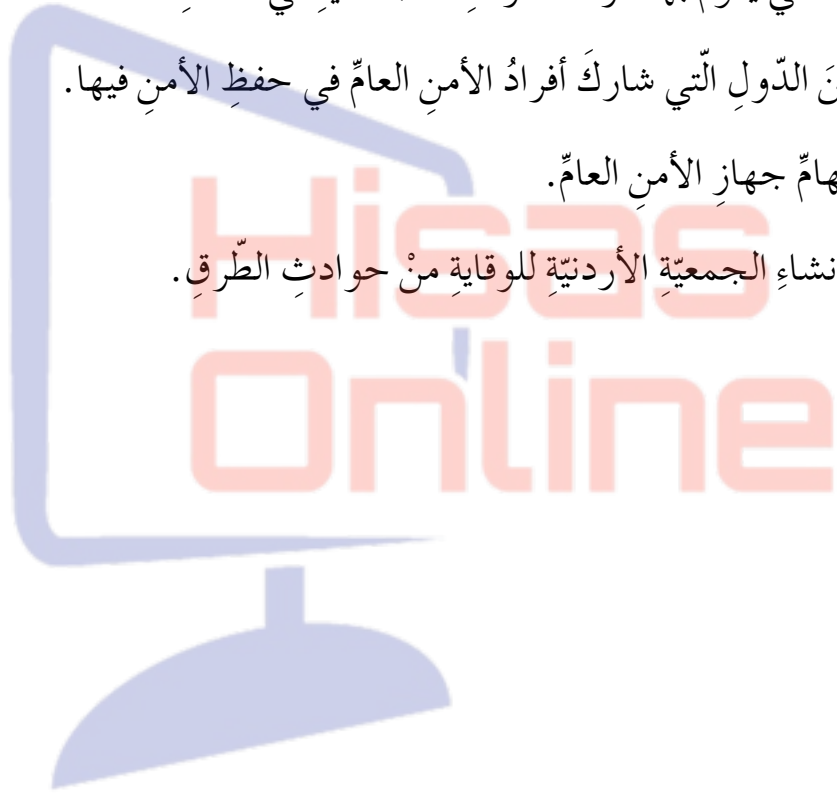 نَ الدّولِ الّتي شاركَ أفرادُ الأمنِ العامِّ في حفظِ الأمنِ فيها.
هامِّ جهازِ الأمنِ العامِّ.
نشاءِ الجمعيّةِ الأردنيّةِ للوقايةِ منْ حوادثِ الطّرقِ.
Hisas
Online